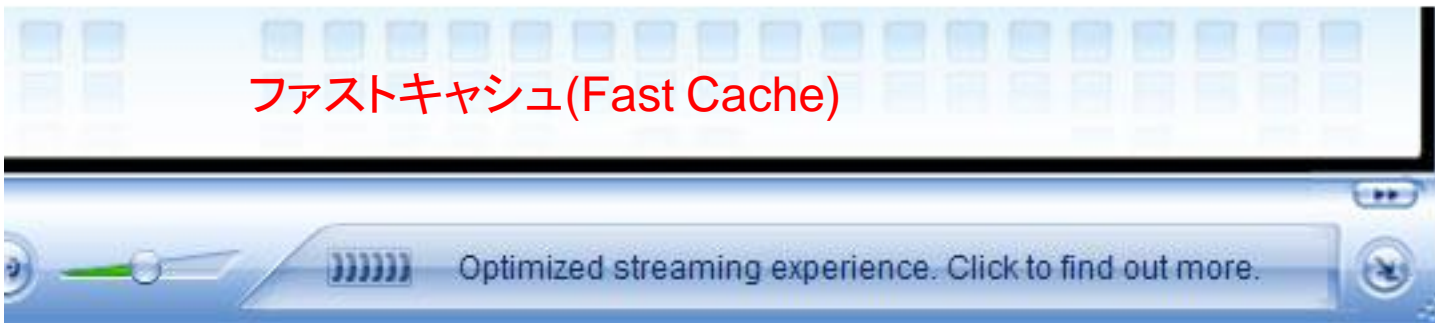 ファストキャシュ(Fast Cache)
Optimized streaming experience. Click to find out more.